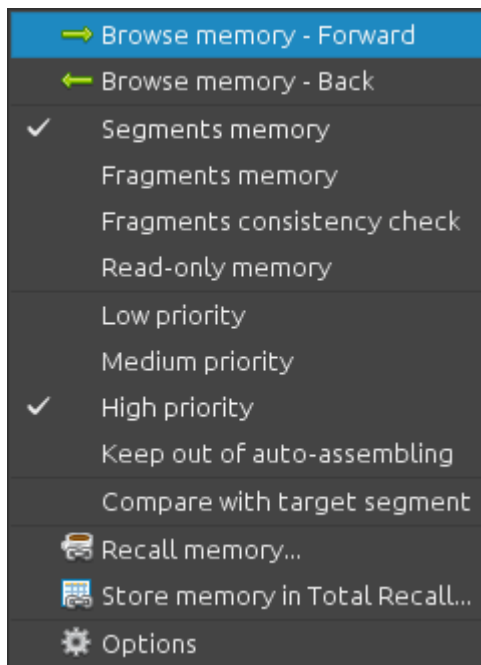 Browse memory - Forward
Browse memory - Back
Segments memory
Fragments memory
Fragments consistency check
Read-only memory
Low priority
Medium priority
High priority
Keep out of auto-assembling
Compare with target segment
Recall memory...
Store memory in Total Recall...
Options